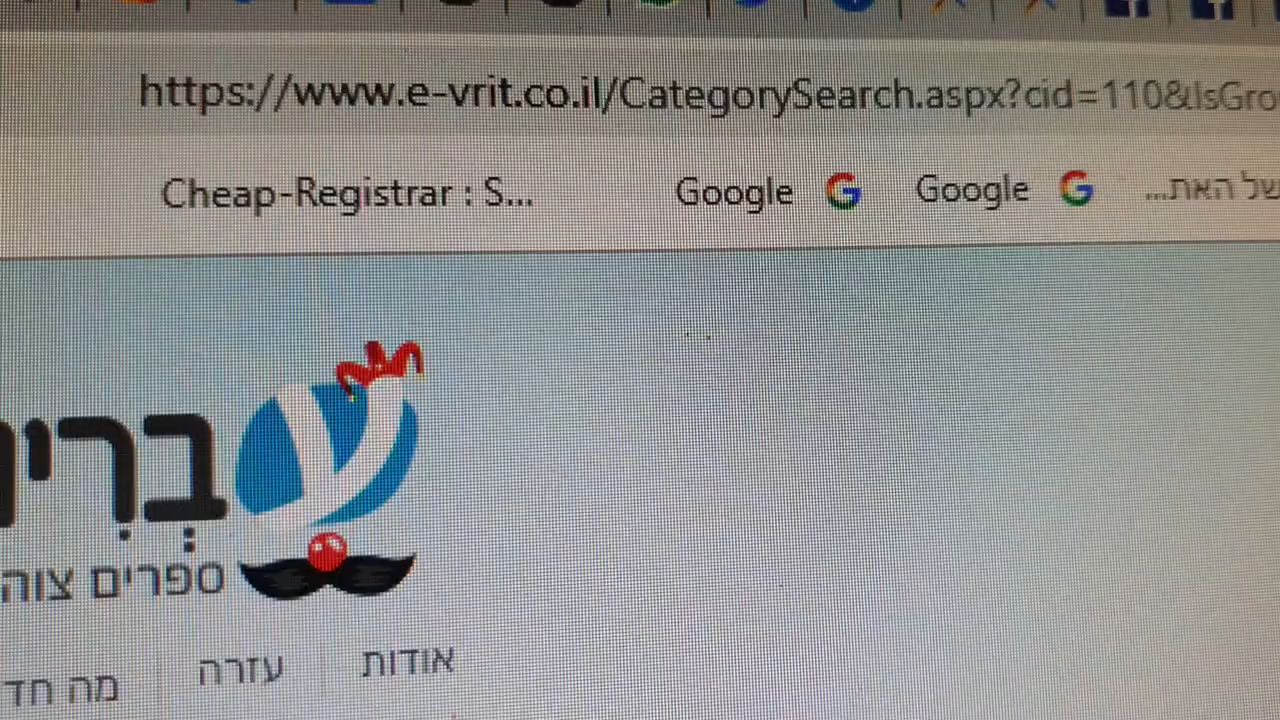 https://www.e-vrit.co.il/CategorySearch.aspx?cid=110&IsGro
Cheap-Registrar : S... Google Google של האת...
עברי
ספרים צוה
אודות עזרה מה חד